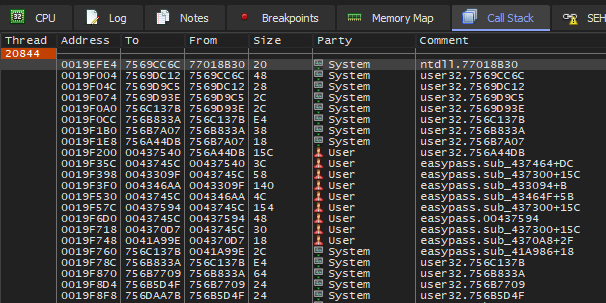 CPU Log Notes Breakpoints Memory Map Call Stack SEH
Thread Address To From Size Party Comment
20844
0019EFE4 7569CC6C 77018B30 20 System ntdll.77018B30
0019F004 7569DC12 7569CC6C 48 System user32.7569CC6C
0019F04C 7569D9C5 7569DC12 28 System user32.7569DC12
0019F074 7569D93E 7569D9C5 2C System user32.7569D9C5
0019F0A0 756C137B 7569D93E 2C System user32.7569D93E
0019F0CC 756B833A 756C137B E4 System user32.756C137B
0019F1B0 756B7A07 756B833A 38 System user32.756B833A
0019F1E8 756A44DB 756B7A07 18 System user32.756B7A07
0019F200 00437540 756A44DB 15C User user32.756A44DB
0019F35C 0043745C 00437540 3C User easypass.sub_437464+DC
0019F398 0043309F 0043745C 58 User easypass.sub_437300+15C
0019F3F0 004346AA 0043309F 140 User easypass.sub_433094+B
0019F530 0043745C 004346AA 4C User easypass.sub_43464F+5B
0019F57C 00437594 0043745C 154 User easypass.sub_437300+15C
0019F6D0 0043745C 00437594 48 User easypass.00437594
0019F718 004370D7 0043745C 30 User easypass.sub_437300+15C
0019F748 0041A99E 004370D7 18 User easypass.sub_4370A8+2F
0019F760 756C137B 0041A99E 2C System easypass.sub_41A986+18
0019F78C 756B833A 756C137B E4 System user32.756C137B
0019F870 756B7709 756B833A 64 System user32.756B833A
0019F8D4 756B5D4F 756B7709 24 System user32.756B7709
0019F8F8 756DAA7B 756B5D4F 24 System user32.756B5D4F